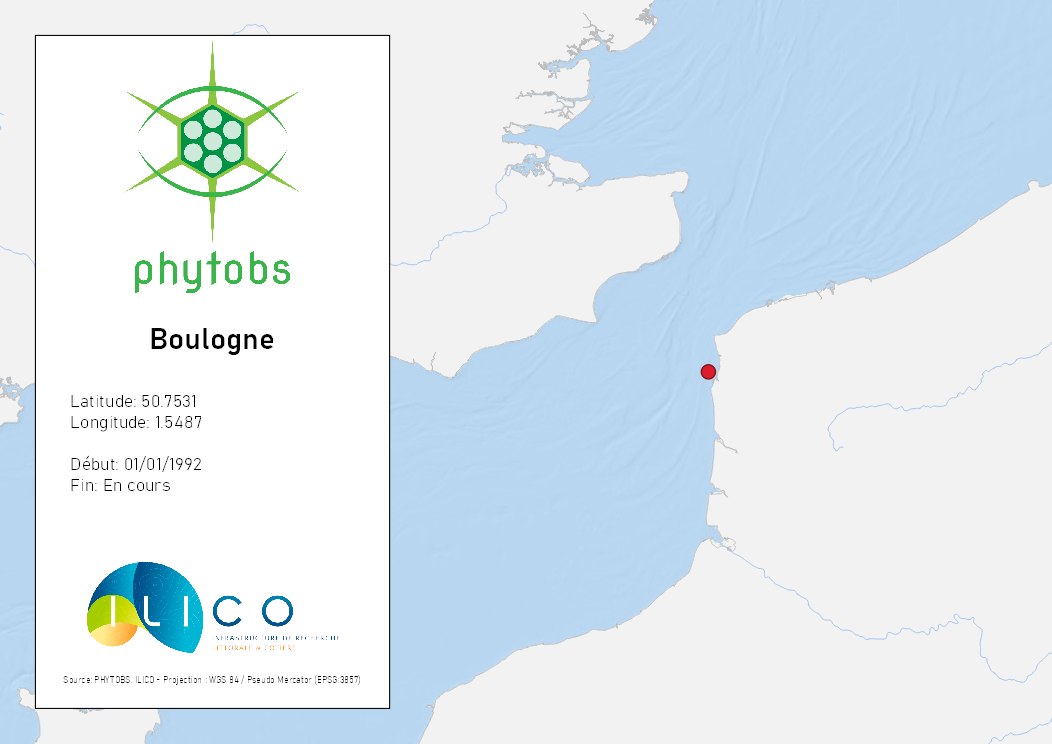 phytobs
Boulogne
Latitude: 50.7531
Longitude: 1.5487
Début: 01/01/1992
Fin: En cours
ILICO
INFRASTRUCTURE DE RECHERCHE
LITTORALE & CÔTIÈRE
Source: PHYTOBS, ILICO - Projection : WGS 84 / Pseudo Mercator (EPSG:3857)